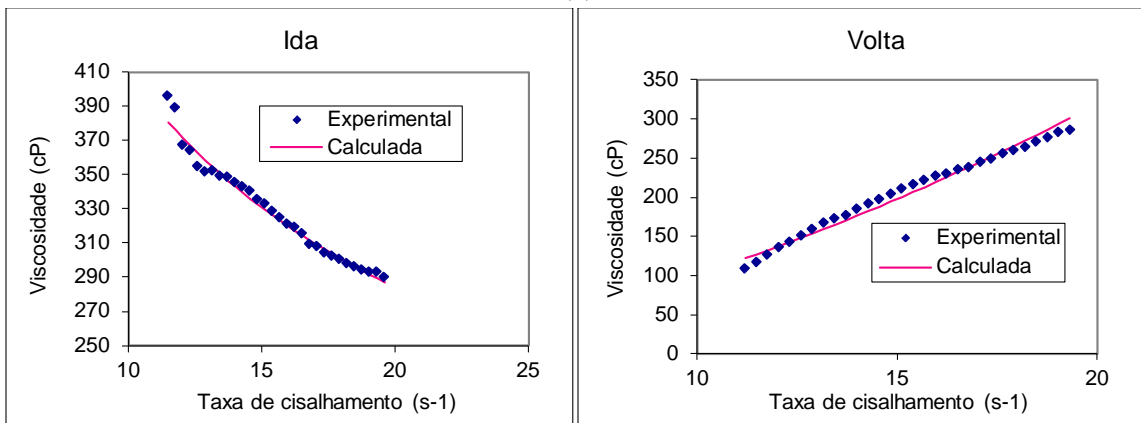 Ida
410
390
370
350
330
310
290
270
250
10
15
20
25
Viscosidade (cP)
Taxa de cisalhamento (s-1)
Experimental
Calculada
Volta
350
300
250
200
150
100
50
0
10
15
20
Viscosidade (cP)
Taxa de cisalhamento (s-1)
Experimental
Calculada